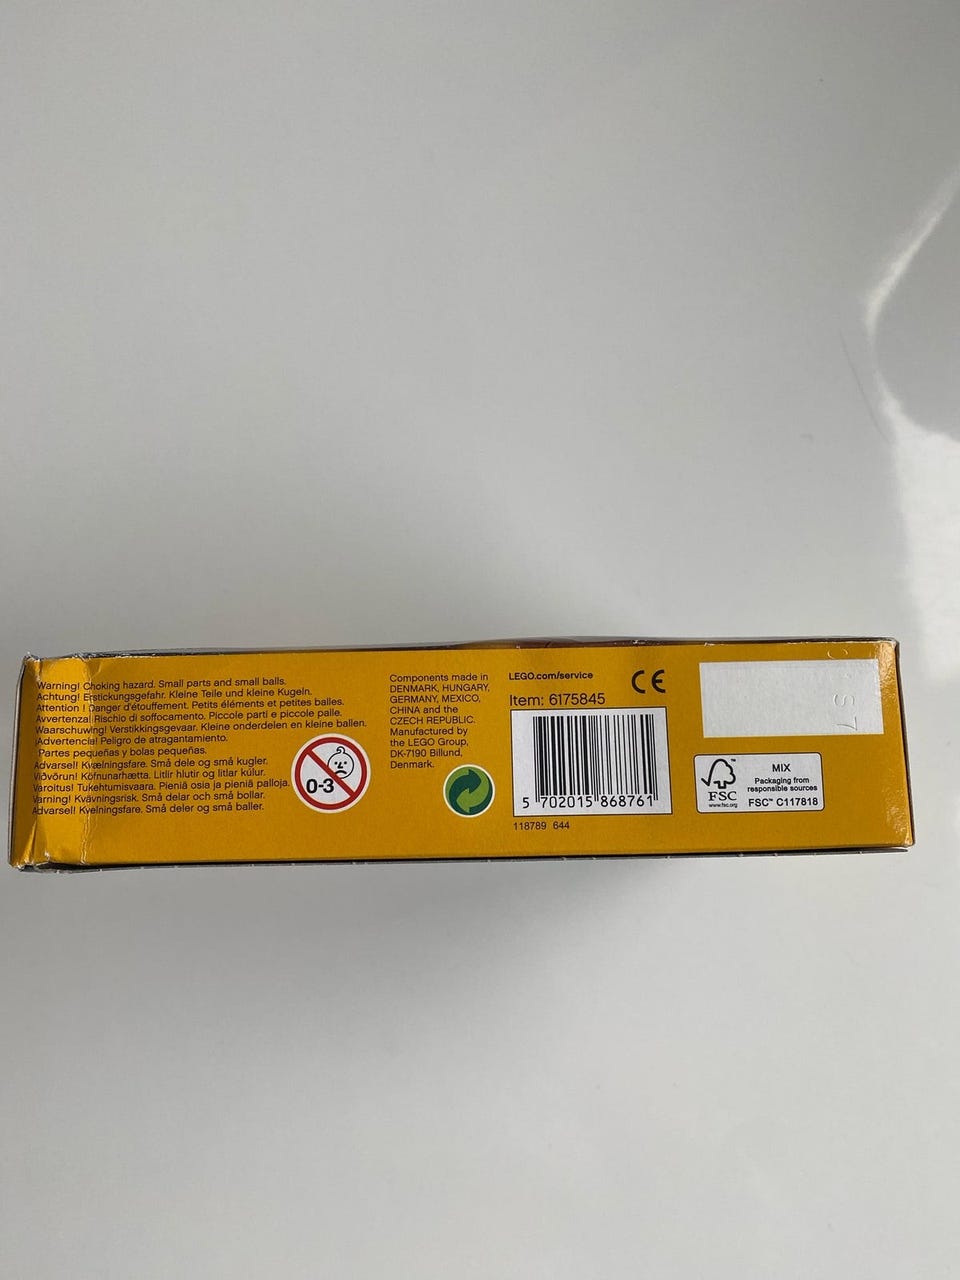 Warning! Choking hazard. Small parts and small balls.
Achtung! Erstickungsgefahr. Kleine Teile und kleine Kugeln.
Attention ! Danger d'étouffement. Petits éléments et petites balles.
Avvertenza! Rischio di soffocamento. Piccole parti e piccole palle.
Waarschuwing! Verstikkingsgevaar. Kleine onderdelen en kleine ballen.
¡Advertencia! Peligro de atragantamiento.
Partes pequeñas y bolas pequeñas.
Advarsel! Kvælningsfare. Små dele og små kugler.
Viðvörun! Köfnunarhætta. Litlir hlutir og litlar kúlur.
Varoitus! Tukehtumisvaara. Pieniä osia ja pieniä palloja.
Varning! Kvävningsrisk. Små delar och små bollar.
Advarsel! Kvelningsfare. Små deler og små baller.
0-3
Components made in
DENMARK, HUNGARY,
GERMANY, MEXICO,
CHINA and the
CZECH REPUBLIC.
Manufactured by
the LEGO Group,
DK-7190 Billund,
Denmark.
LEGO.com/service
CE
Item: 6175845
5 702015 868761
118789 644
FSC™
www.fsc.org
MIX
Packaging from
responsible sources
FSC™ C117818